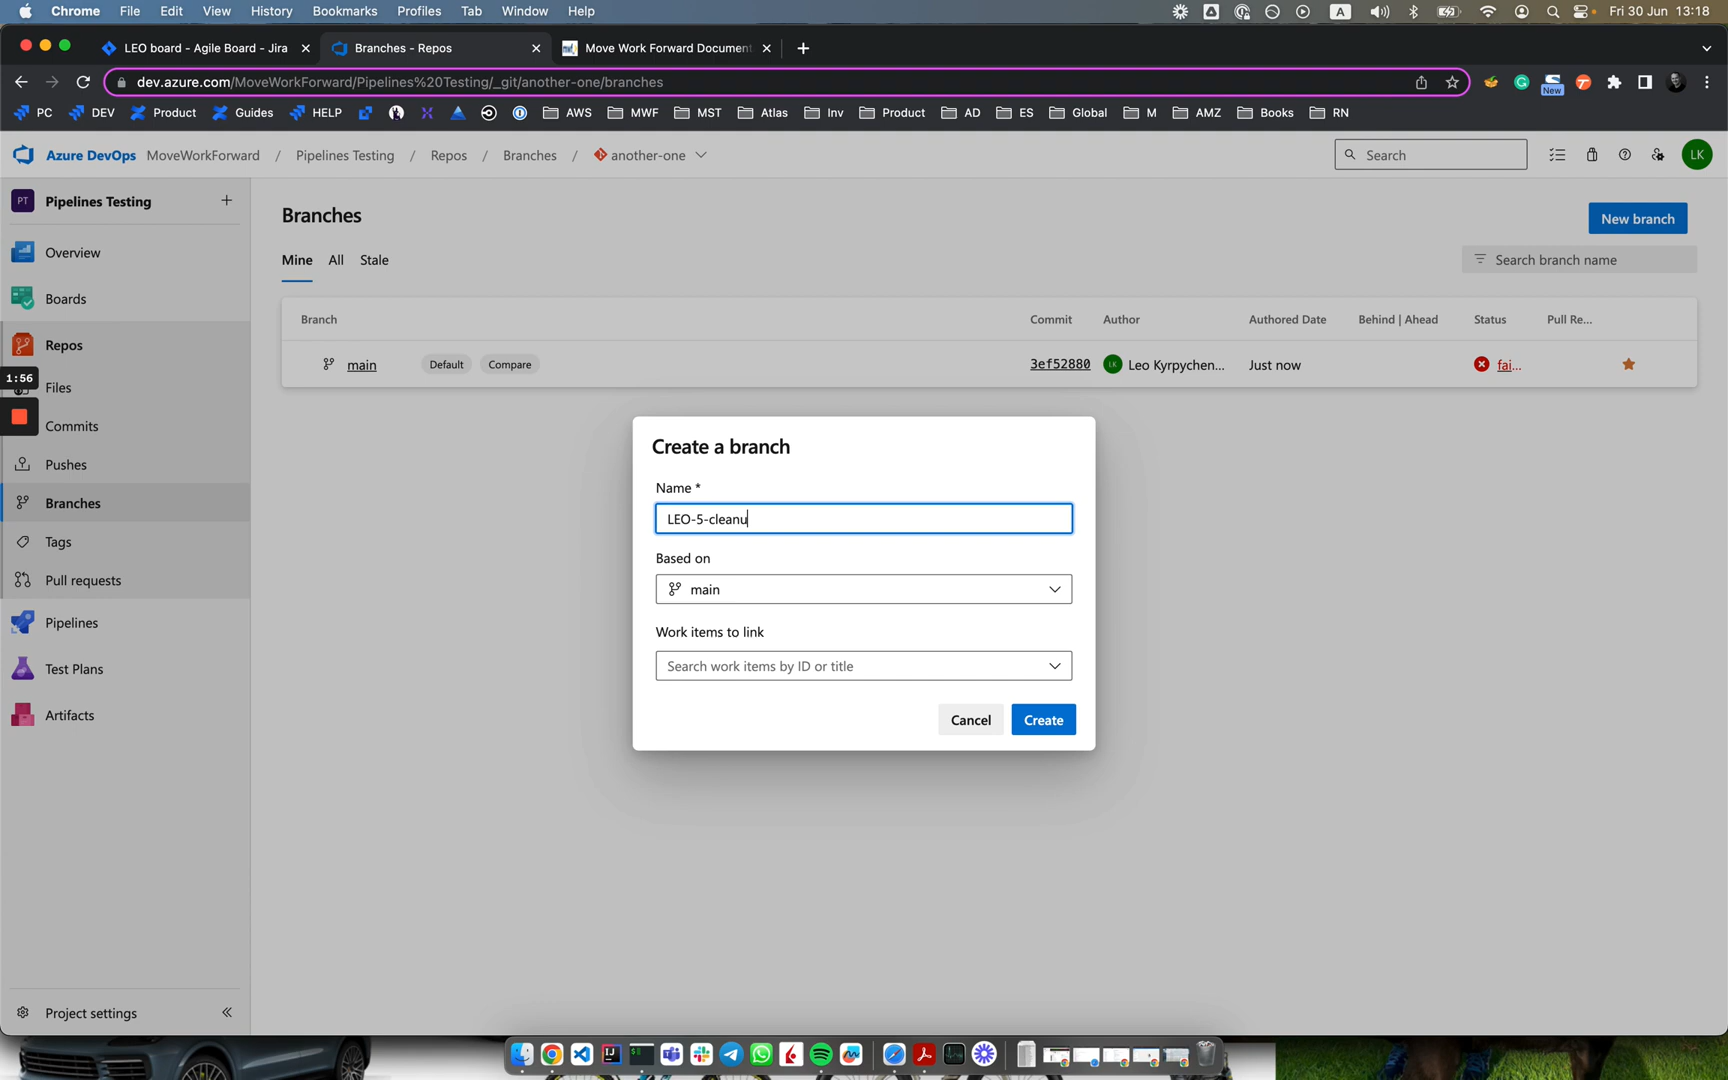 Chrome File Edit View History Bookmarks Profiles Tab Window Help A Fri 30 Jun 13:18
LEO board - Agile Board - Jira Branches - Repos Move Work Forward Document
dev.azure.com/MoveWorkForward/Pipelines%20Testing/_git/another-one/branches New
PC DEV Product Guides HELP AWS MWF MST Atlas Inv Product AD ES Global M AMZ Books RN
Azure DevOps MoveWorkForward / Pipelines Testing / Repos / Branches / another-one Search LK
PT Pipelines Testing +
Overview
Boards
Repos
1:56
Files
Commits
Pushes
Branches
Tags
Pull requests
Pipelines
Test Plans
Artifacts
Project settings
Branches
New branch
Mine All Stale
Search branch name
Branch Commit Author Authored Date Behind | Ahead Status Pull Re...
main Default Compare 3ef52880 LK Leo Kyrpychen... Just now fai...
Create a branch
Name *
LEO-5-cleanu
Based on
main
Work items to link
Search work items by ID or title
Cancel Create